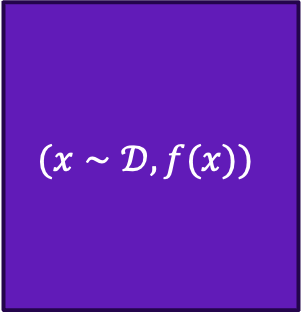 (𝑥 ~ 𝒟, 𝑓(𝑥))